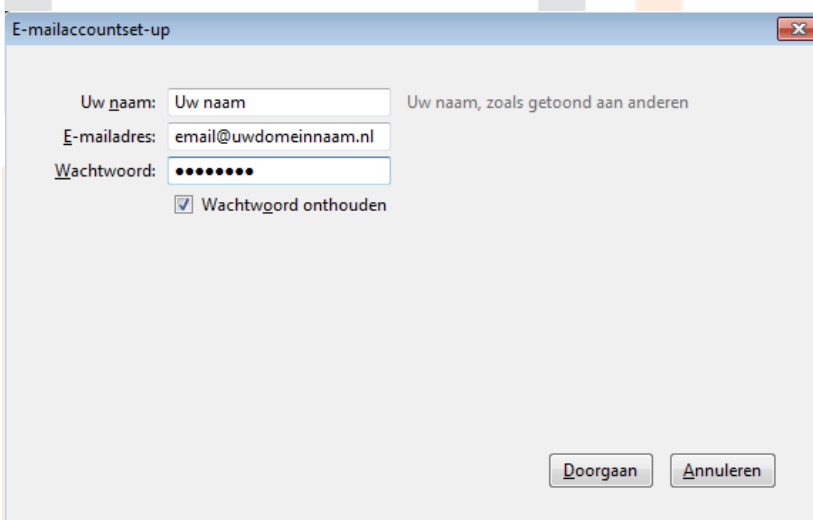 E-mailaccountset-up
Uw naam: Uw naam Uw naam, zoals getoond aan anderen
E-mailadres: email@uwdomeinnaam.nl
Wachtwoord: ●●●●●●●●
Wachtwoord onthouden
Doorgaan Annuleren